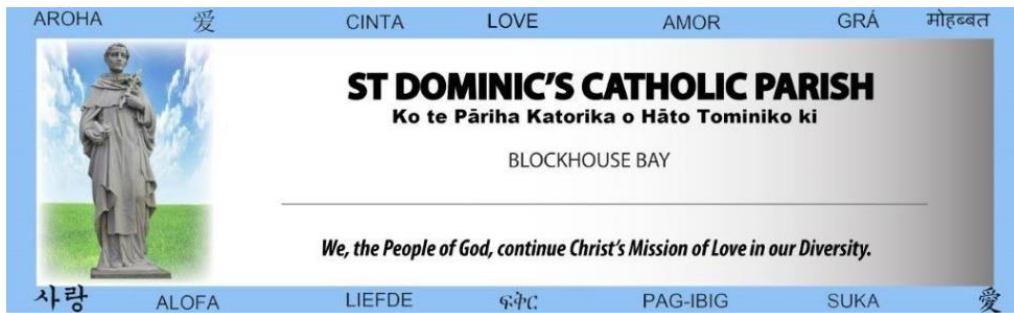 AROHA 爱 CINTA LOVE AMOR GRÁ मोहब्बत
ST DOMINIC'S CATHOLIC PARISH
Ko te Pāriha Katorika o Hāto Tominiko ki
BLOCKHOUSE BAY
We, the People of God, continue Christ's Mission of Love in our Diversity.
사랑 ALOFA LIEFDE ፍቅር PAG-IBIG SUKA 愛